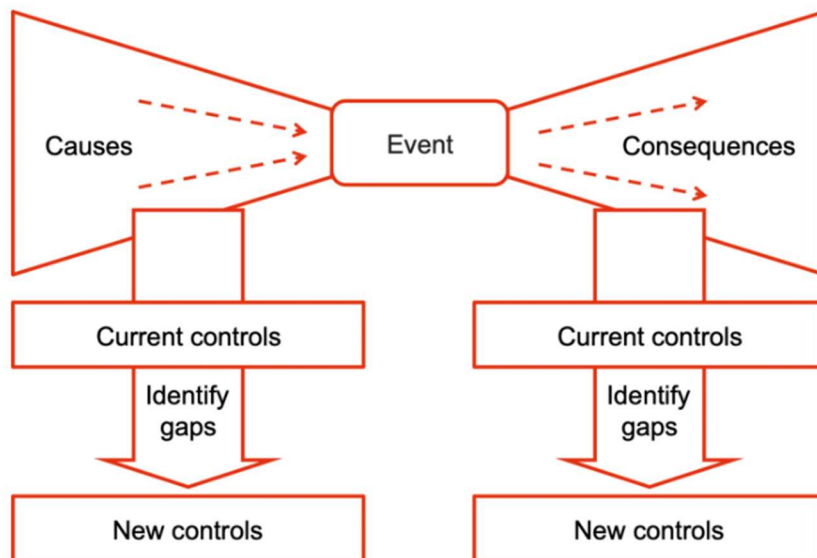 Causes
Event
Consequences
Current controls
Current controls
Identify
gaps
Identify
gaps
New controls
New controls